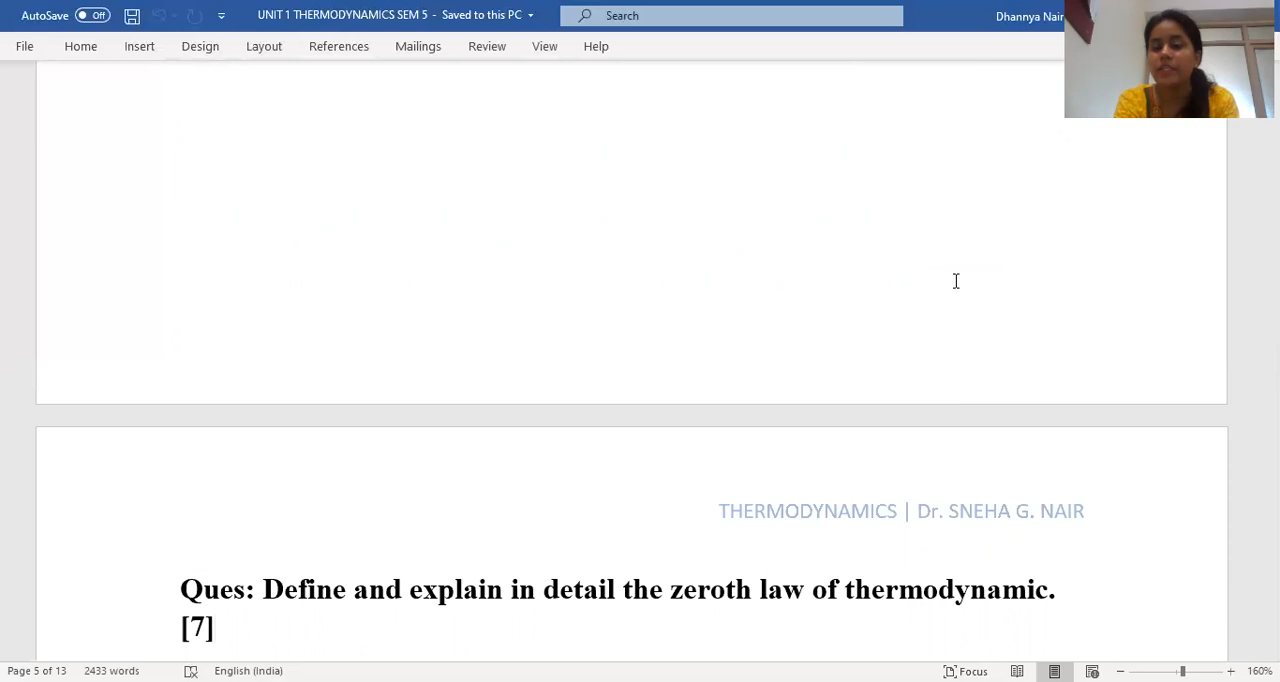 AutoSave Off UNIT 1 THERMODYNAMICS SEM 5 - Saved to this PC Search Dhannya Nair
File Home Insert Design Layout References Mailings Review View Help
THERMODYNAMICS | Dr. SNEHA G. NAIR
Ques: Define and explain in detail the zeroth law of thermodynamic.
[7]
Page 5 of 13 2433 words English (India) Focus 160%